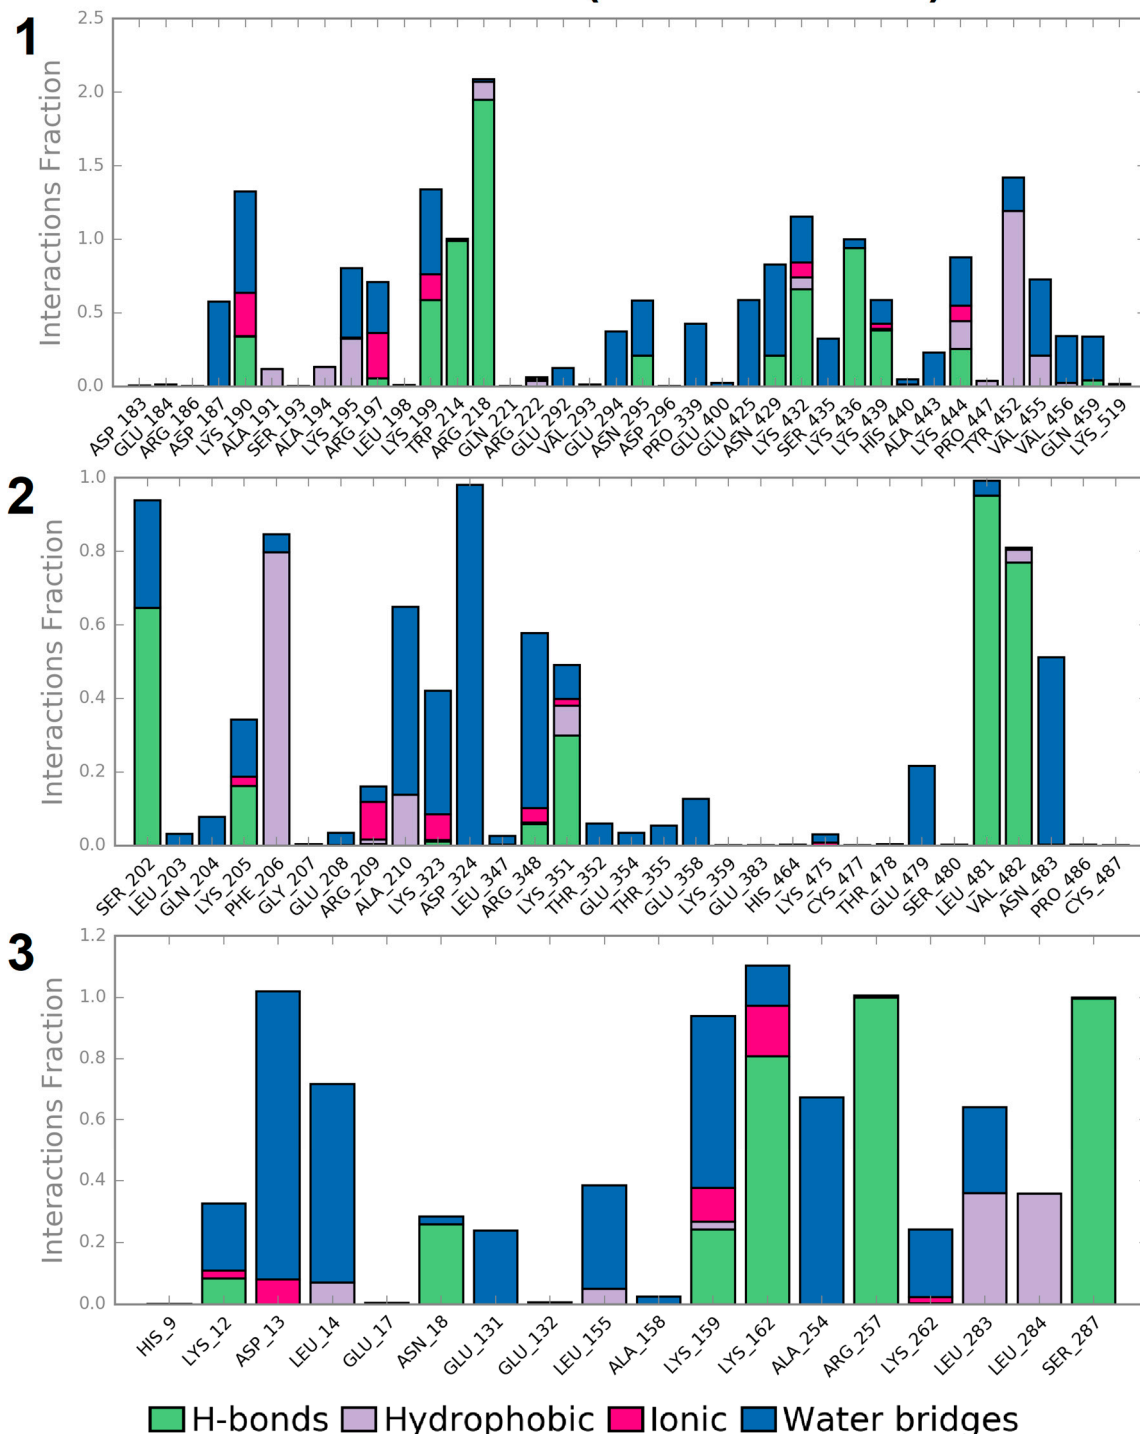 1
Interactions Fraction
2.5
2.0
1.5
1.0
0.5
0.0
ASP_183
GLU_184
ARG_186
ASP_187
LYS_190
ALA_191
SER_193
ALA_194
LYS_195
ARG_197
LEU_198
LYS_199
TRP_214
ARG_218
GLN_221
ARG_222
GLU_292
VAL_293
GLU_294
ASN_295
ASP_296
PRO_339
GLU_400
GLU_425
ASN_429
LYS_432
SER_435
LYS_436
LYS_439
HIS_440
ALA_443
LYS_444
PRO_447
TYR_452
VAL_455
VAL_456
GLN_459
LYS_519
2
Interactions Fraction
1.0
0.8
0.6
0.4
0.2
0.0
SER_202
LEU_203
GLN_204
LYS_205
PHE_206
GLY_207
GLU_208
ARG_209
ALA_210
LYS_323
ASP_324
LEU_347
ARG_348
LYS_351
THR_352
GLU_354
THR_355
GLU_358
LYS_359
GLU_383
HIS_464
LYS_475
CYS_477
THR_478
GLU_479
SER_480
LEU_481
VAL_482
ASN_483
PRO_486
CYS_487
3
Interactions Fraction
1.2
1.0
0.8
0.6
0.4
0.2
0.0
HIS_9
LYS_12
ASP_13
LEU_14
GLU_17
ASN_18
GLU_131
GLU_132
LEU_155
ALA_158
LYS_159
LYS_162
ALA_254
ARG_257
LYS_262
LEU_283
LEU_284
SER_287
H-bonds Hydrophobic Ionic Water bridges